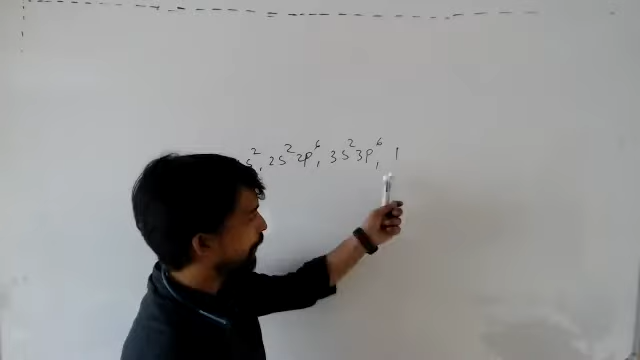 s², 2s² 2p⁶, 3s² 3p⁶, 1